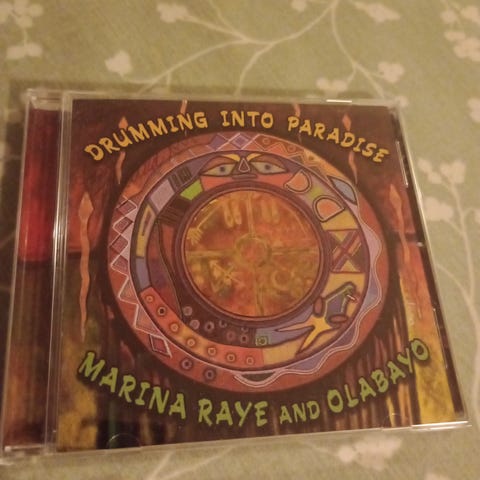 DRUMMING INTO PARADISE
MARINA RAYE AND OLABAYO